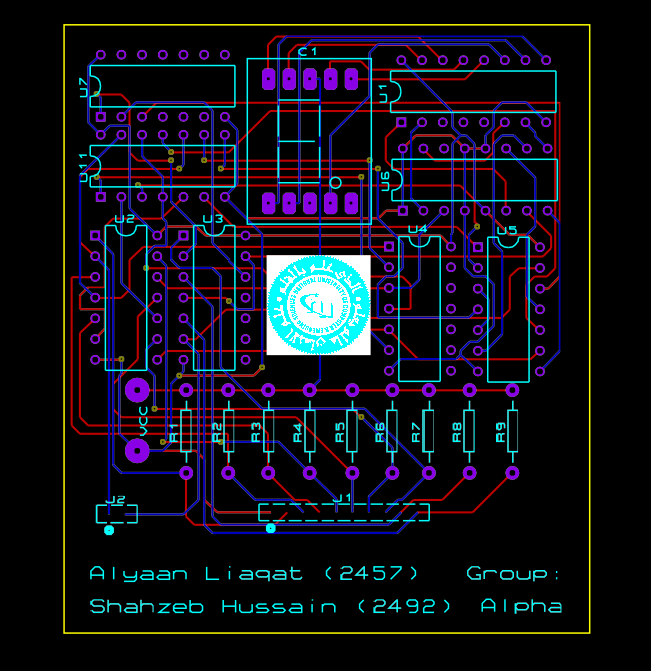 C1
U7
U1
U11
U6
U2 U3
U4 U5
VCC
R1 R2 R3 R4 R5 R6 R7 R8 R9
J2
J1
Alyaan Liaqat (2457) Group:
Shahzeb Hussain (2492) Alpha